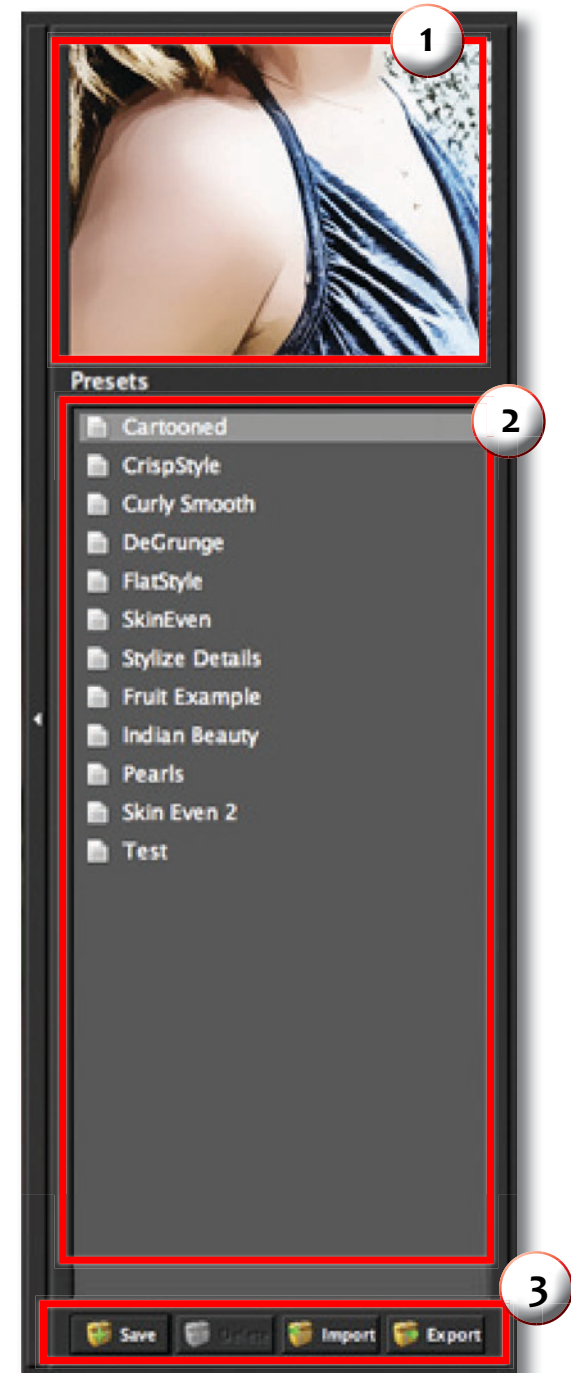 1
Presets
2
Cartooned
CrispStyle
Curly Smooth
DeGrunge
FlatStyle
SkinEven
Stylize Details
Fruit Example
Indian Beauty
Pearls
Skin Even 2
Test
3
Save Delete Import Export